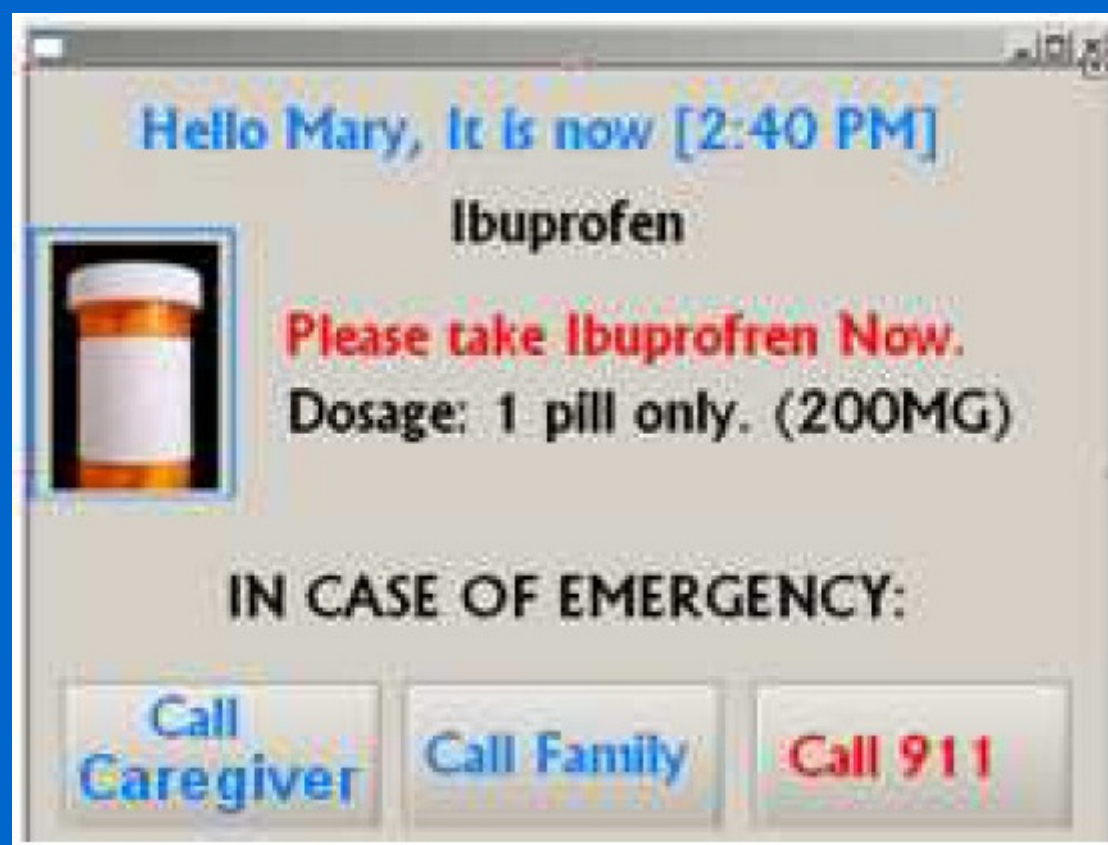 Hello Mary, It is now [2:40 PM]
Ibuprofen
Please take Ibuprofren Now.
Dosage: 1 pill only. (200MG)
IN CASE OF EMERGENCY:
Call
Caregiver
Call Family
Call 911